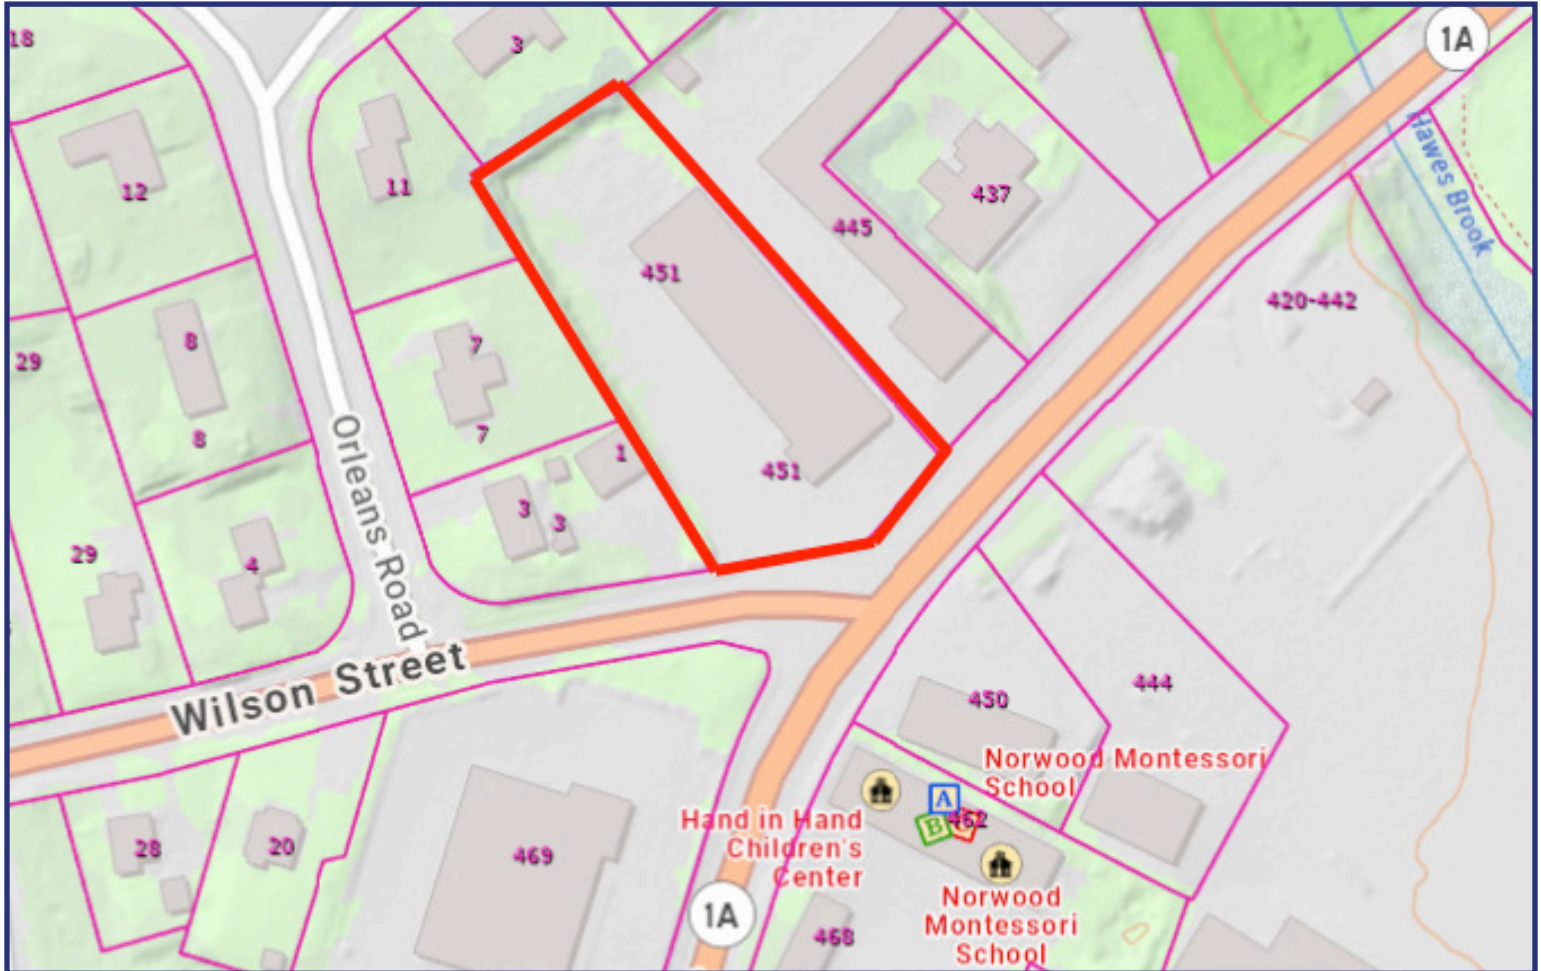 18
3
1A
Hawes Brook
12
11
437
445
451
420-442
8
7
29
8
7
1
451
Orleans Road
3
3
29
4
Wilson Street
450
444
Norwood Montessori
School
A
B
C
462
Hand in Hand
Children's
Center
28
20
469
Norwood
Montessori
School
1A
468